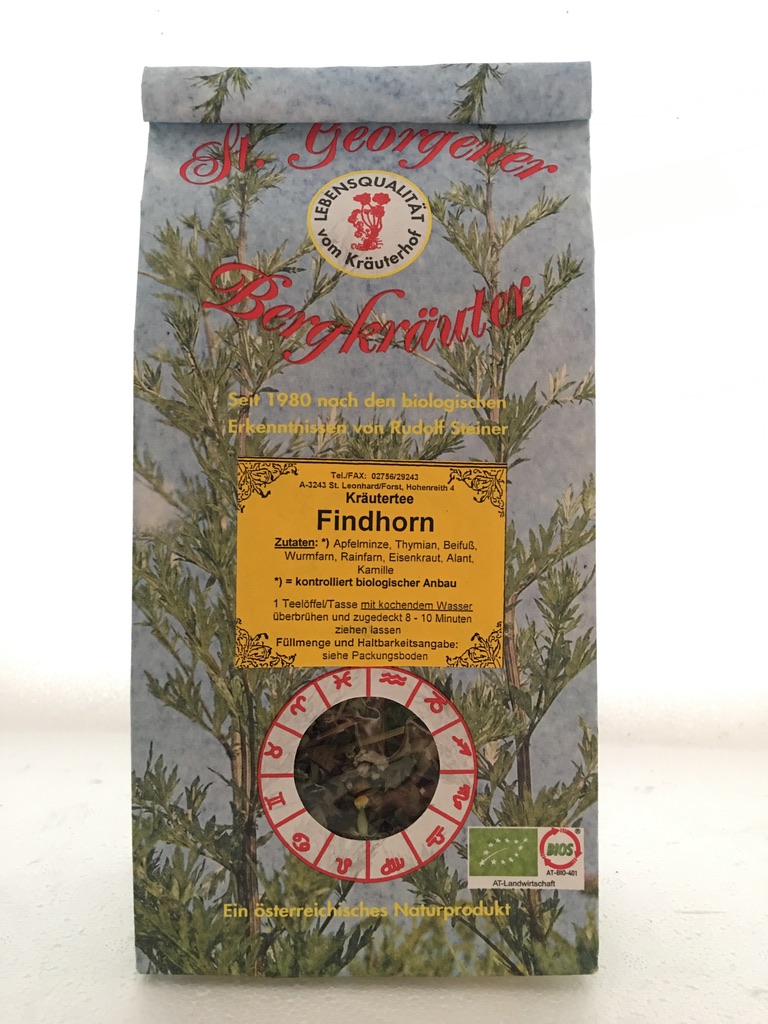 St. Georgener
LEBENSQUALITÄT
vom Kräuterhof
Bergkräuter
Seit 1980 nach den biologischen
Erkenntnissen von Rudolf Steiner
Tel./FAX: 02756/29243
A-3243 St. Leonhard/Forst, Hohenreith 4
Kräutertee
Findhorn
Zutaten: *) Apfelminze, Thymian, Beifuß,
Wurmfarn, Rainfarn, Eisenkraut, Alant,
Kamille
*) = kontrolliert biologischer Anbau
1 Teelöffel/Tasse mit kochendem Wasser
überbrühen und zugedeckt 8 - 10 Minuten
ziehen lassen
Füllmenge und Haltbarkeitsangabe:
siehe Packungsboden
BIOS
®
AT-BIO-401
AT-Landwirtschaft
Ein österreichisches Naturprodukt